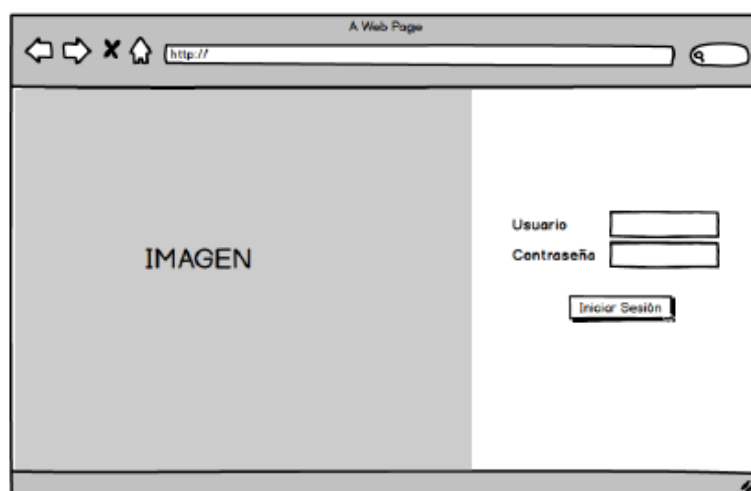 A Web Page
http://
IMAGEN
Usuario
Contraseña
Iniciar Sesión